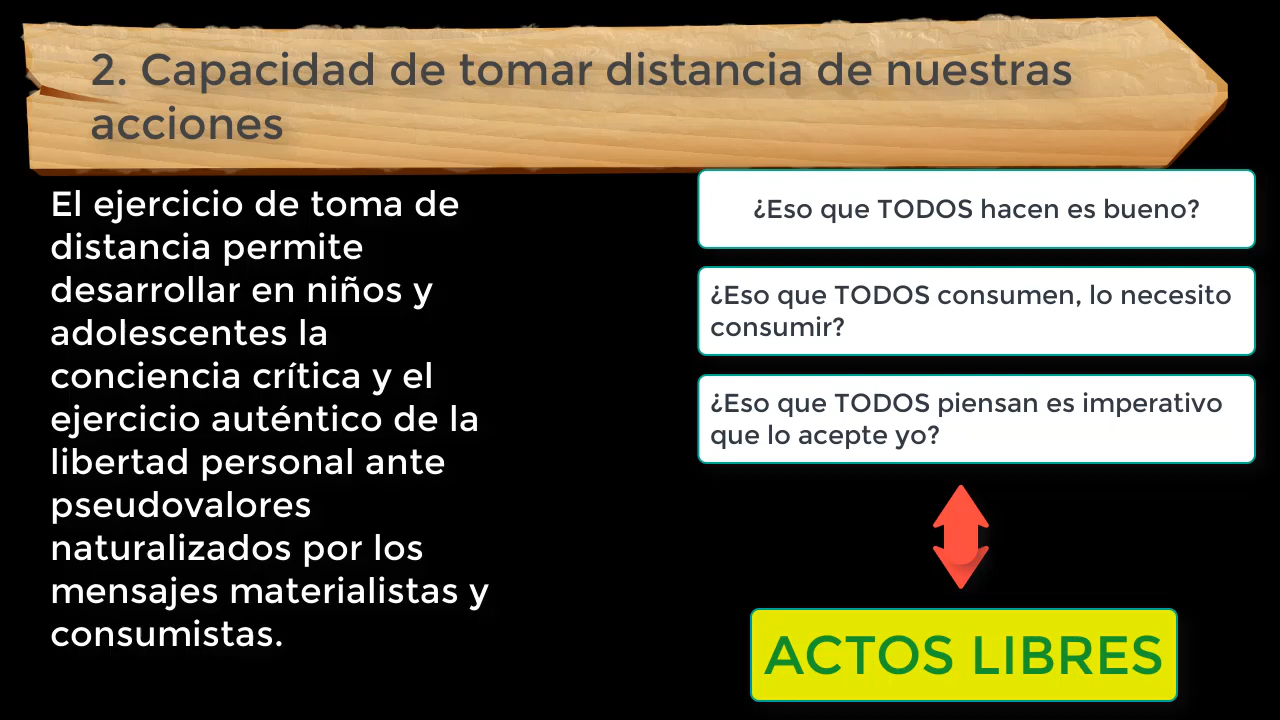 2. Capacidad de tomar distancia de nuestras
acciones
El ejercicio de toma de
distancia permite
desarrollar en niños y
adolescentes la
conciencia crítica y el
ejercicio auténtico de la
libertad personal ante
pseudovalores
naturalizados por los
mensajes materialistas y
consumistas.
¿Eso que TODOS hacen es bueno?
¿Eso que TODOS consumen, lo necesito
consumir?
¿Eso que TODOS piensan es imperativo
que lo acepte yo?
ACTOS LIBRES